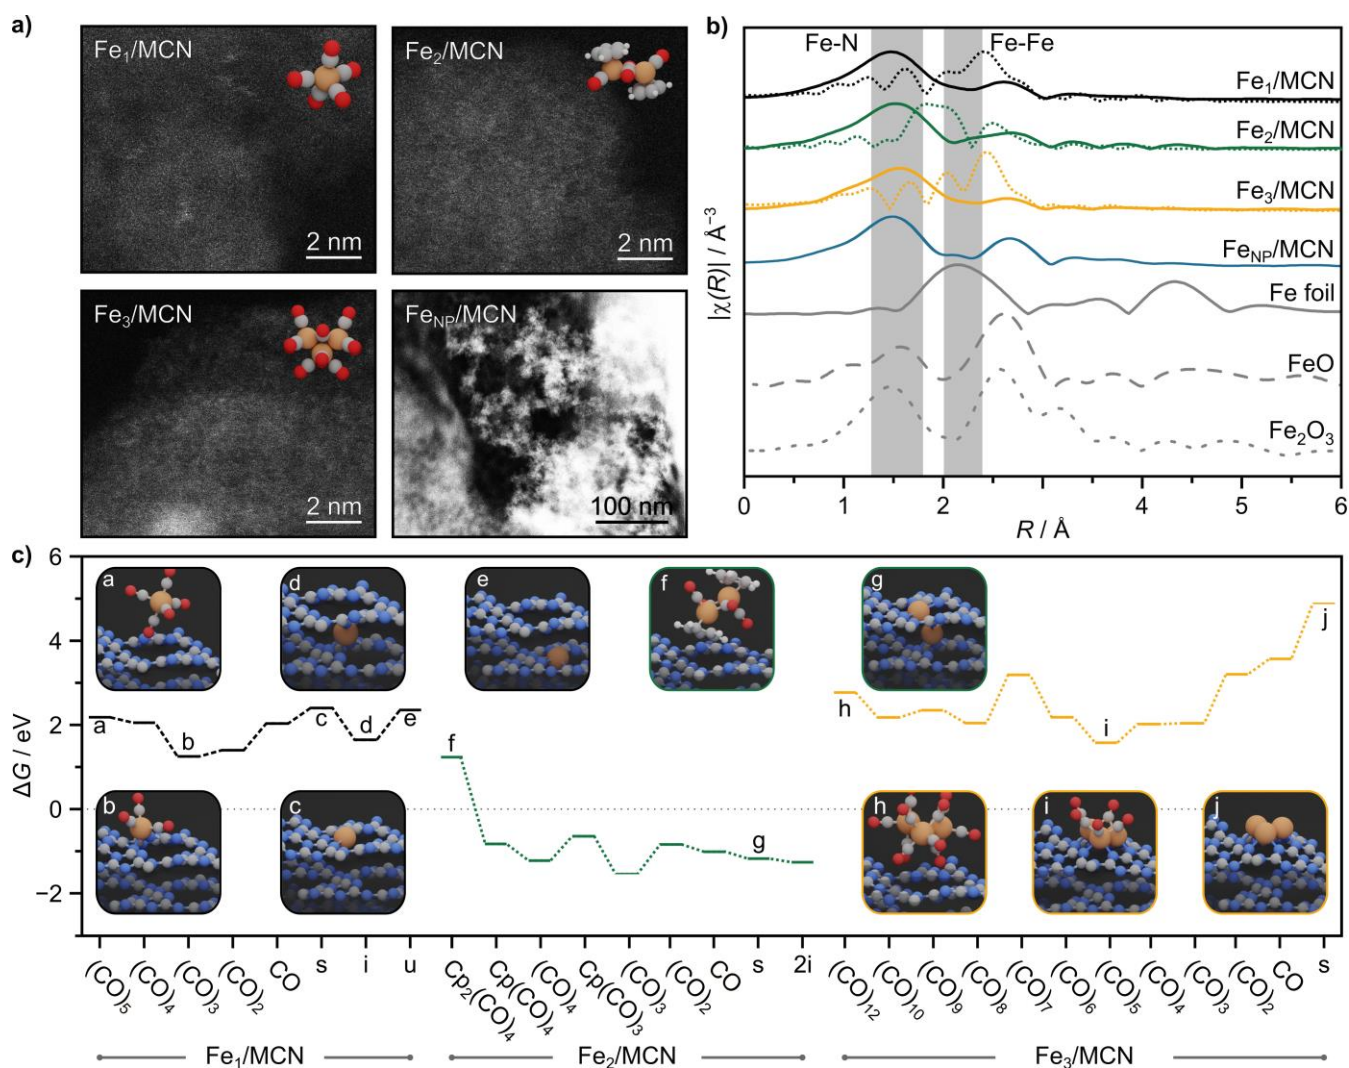 a)
Fe₁/MCN
2 nm
Fe₂/MCN
2 nm
Fe₃/MCN
2 nm
Fe_NP/MCN
100 nm
b)
Fe-N
Fe-Fe
Fe₁/MCN
Fe₂/MCN
Fe₃/MCN
Fe_NP/MCN
Fe foil
FeO
Fe₂O₃
|χ(R)| / Å⁻³
0 1 2 3 4 5 6
R / Å
c)
6
4
2
0
−2
ΔG / eV
a
d
e
f
g
b
c
h
i
j
a
b
c
d
e
f
g
h
i
j
(CO)₅
(CO)₄
(CO)₃
(CO)₂
CO
s
i
u
Cp₂(CO)₄
Cp(CO)₄
(CO)₄
Cp(CO)₃
(CO)₃
(CO)₂
CO
s
2i
(CO)₁₂
(CO)₁₀
(CO)₉
(CO)₈
(CO)₇
(CO)₆
(CO)₅
(CO)₄
(CO)₃
(CO)₂
CO
s
Fe₁/MCN
Fe₂/MCN
Fe₃/MCN